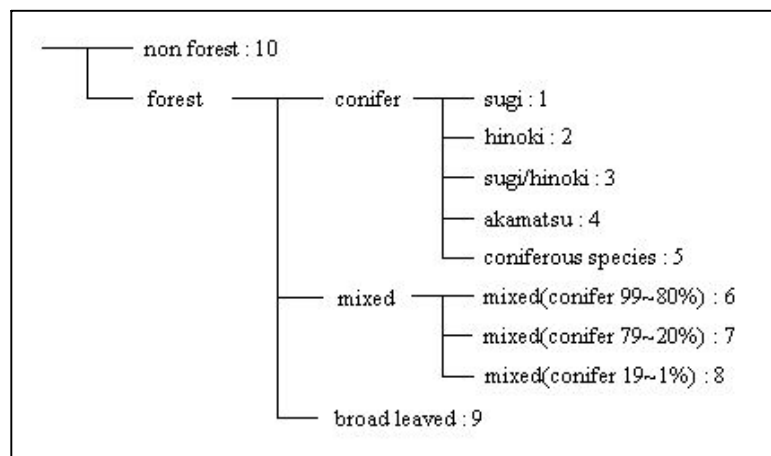 non forest : 10
forest
conifer
sugi : 1
hinoki : 2
sugi/hinoki : 3
akamatsu : 4
coniferous species : 5
mixed
mixed(conifer 99~80%) : 6
mixed(conifer 79~20%) : 7
mixed(conifer 19~1%) : 8
broad leaved : 9